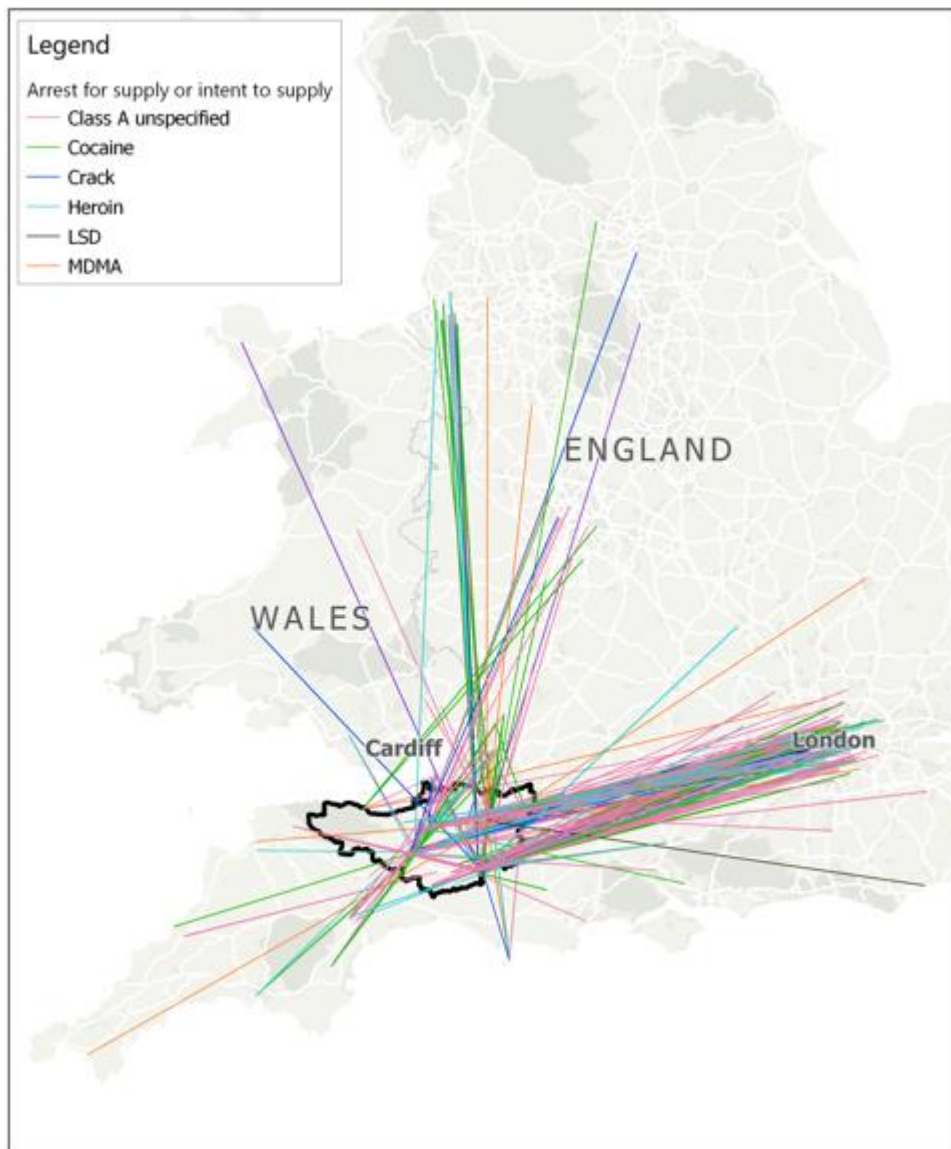 Legend
Arrest for supply or intent to supply
Class A unspecified
Cocaine
Crack
Heroin
LSD
MDMA
ENGLAND
WALES
Cardiff
London